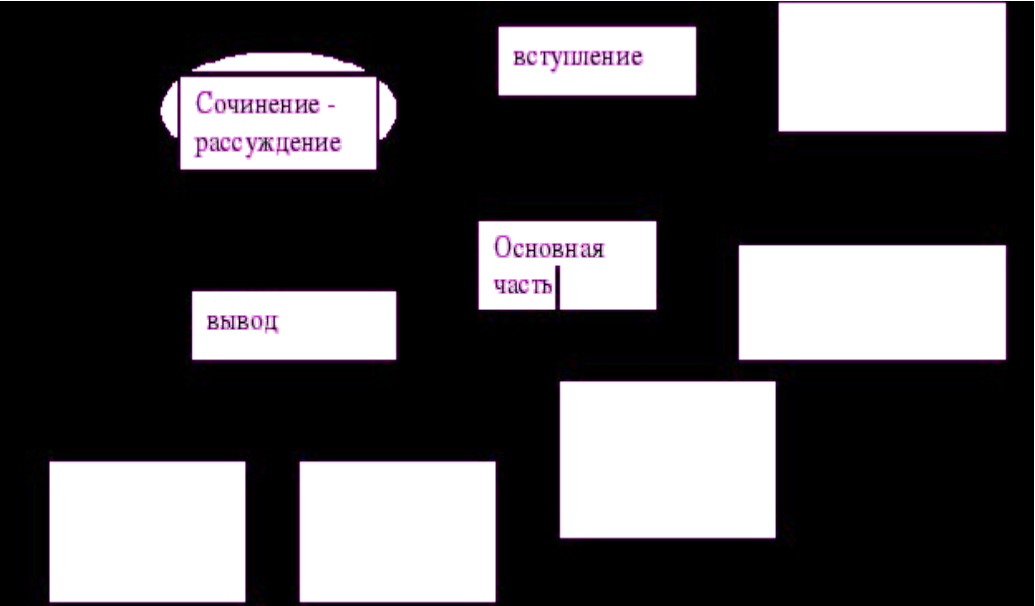 вступление
Сочинение -
рассуждение
Основная
часть
вывод